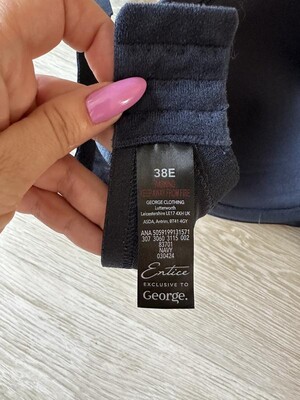 38E
GEORGE CLOTHING
Lutterworth
Leicestershire LE17 4XH UK
ASDA, Antrim, BT41 4GY
ANA 5059199131571
307 3060 3115 002
83701
NAVY
030424
Entice
EXCLUSIVE TO
George.